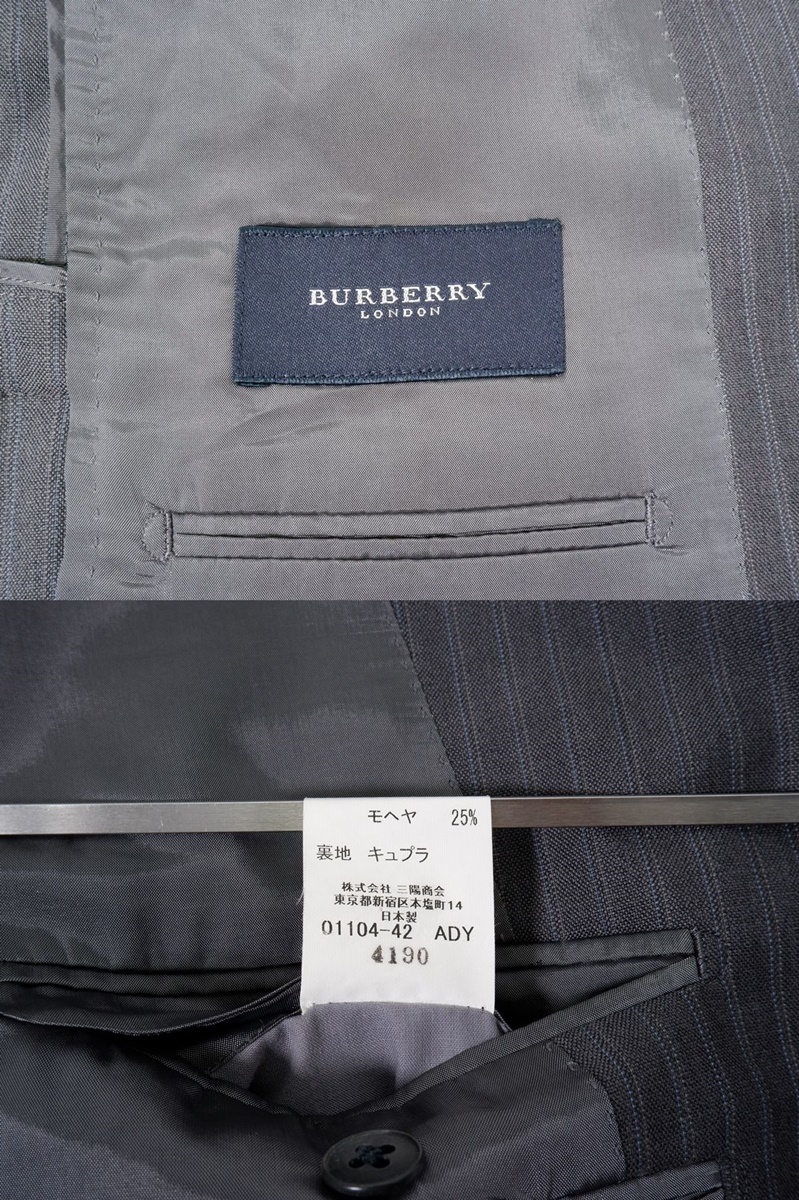 BURBERRY
LONDON
モヘヤ 25%
裏地 キュプラ
株式会社 三陽商会
東京都新宿区本塩町14
日本製
01104-42 ADY
4190